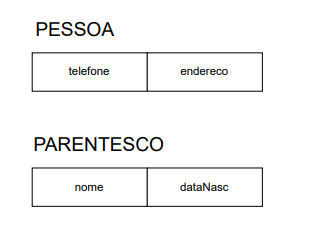 PESSOA
telefone endereco
PARENTESCO
nome dataNasc